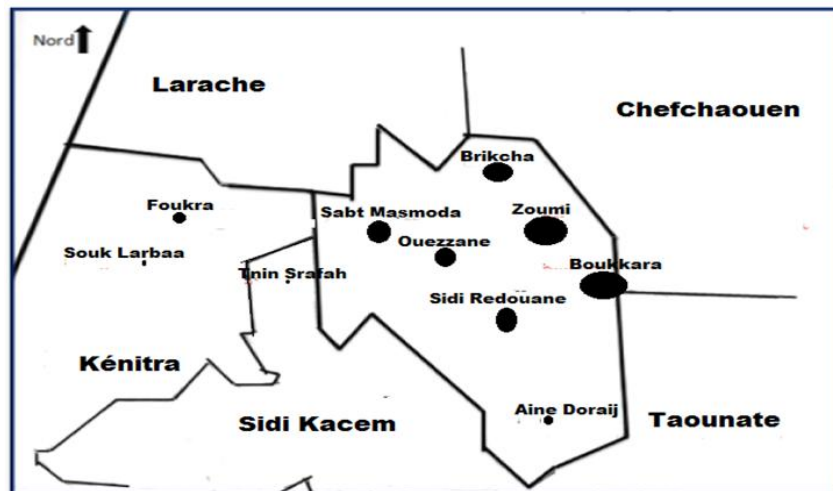 Nord
Larache
Chefchaouen
Brikcha
Foukra
Sabt Masmoda
Zoumi
Ouezzane
Souk Larbaa
Tnin Srafah
Boukkara
Sidi Redouane
Kénitra
Aine Doraij
Sidi Kacem
Taounate